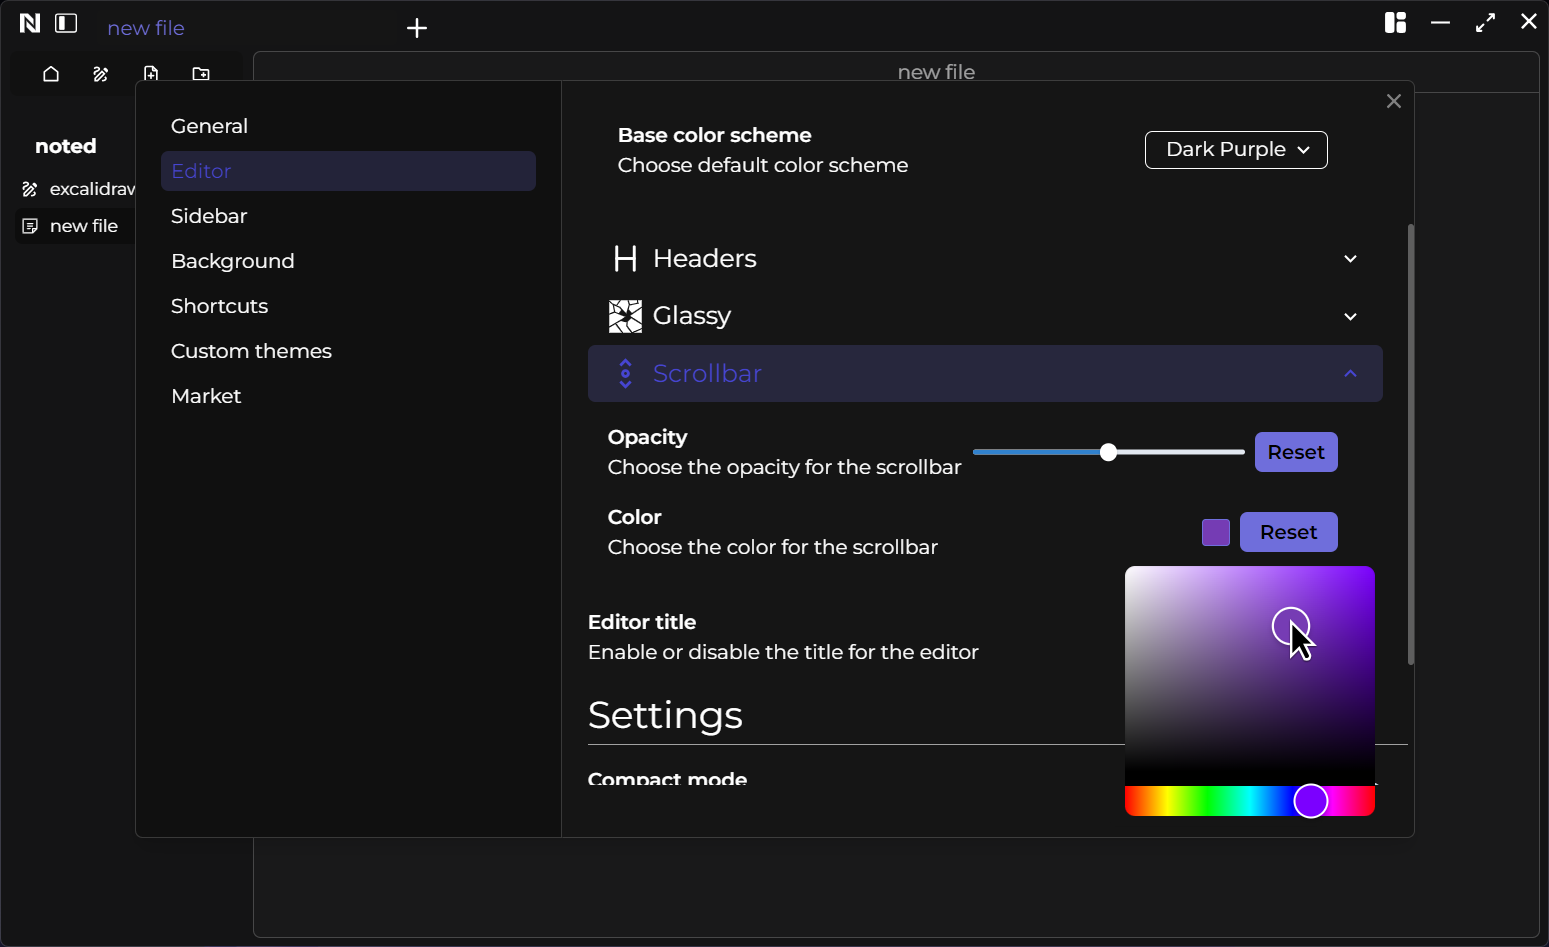 new file
new file
noted
excalidraw
new file
General
Editor
Sidebar
Background
Shortcuts
Custom themes
Market
Base color scheme
Choose default color scheme
Dark Purple
Headers
Glassy
Scrollbar
Opacity
Choose the opacity for the scrollbar
Reset
Color
Choose the color for the scrollbar
Reset
Editor title
Enable or disable the title for the editor
Settings
Compact mode